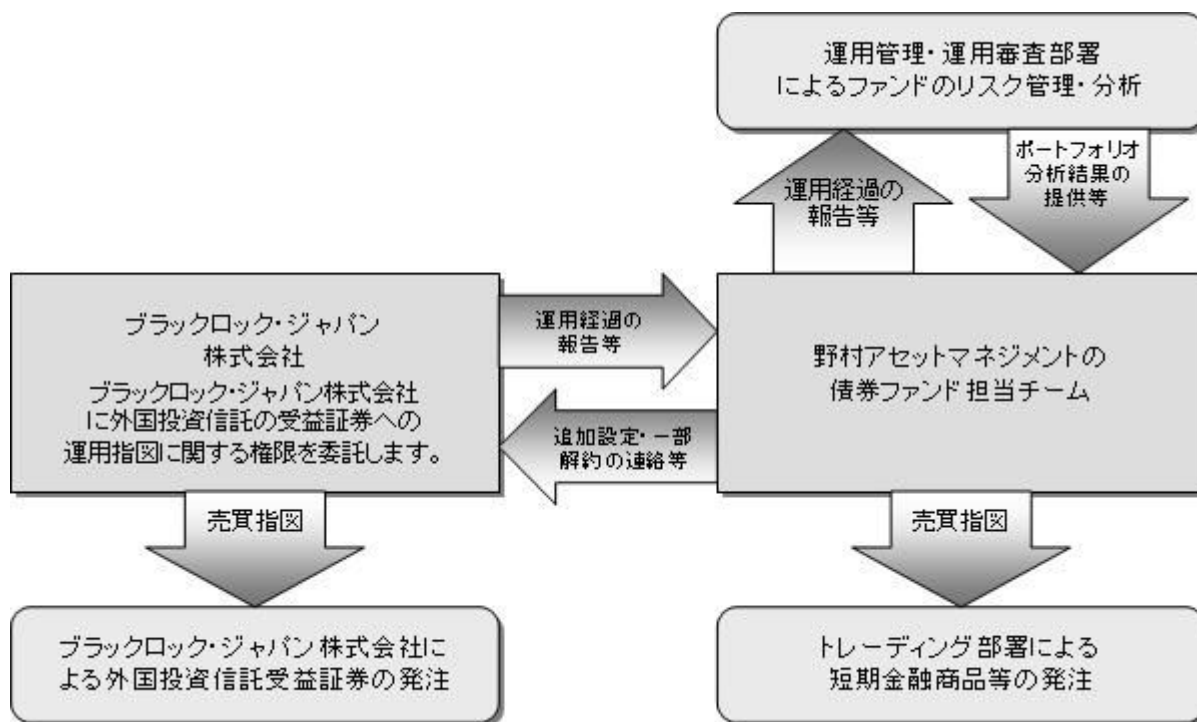 運用管理・運用審査部署
によるファンドのリスク管理・分析
運用経過の
報告等
ポートフォリオ
分析結果の
提供等
ブラックロック・ジャパン
株式会社
ブラックロック・ジャパン株式会社
に外国投資信託の受益証券への
運用指図に関する権限を委託します。
運用経過の
報告等
追加設定・一部
解約の連絡等
野村アセットマネジメントの
債券ファンド担当チーム
売買指図
売買指図
ブラックロック・ジャパン株式会社に
よる外国投資信託受益証券の発注
トレーディング部署による
短期金融商品等の発注